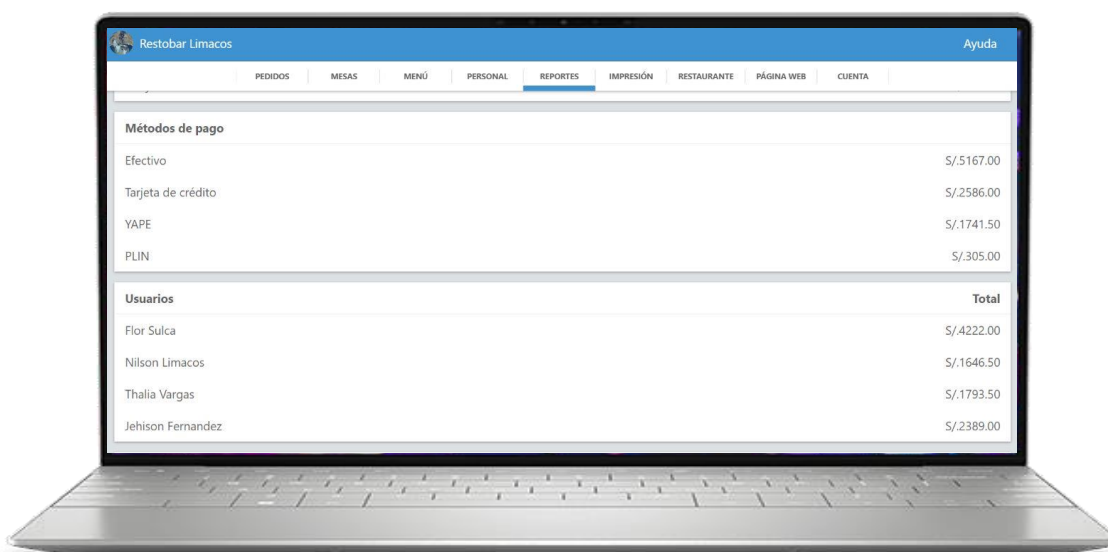 Restobar Limacos Ayuda
PEDIDOS MESAS MENÚ PERSONAL REPORTES IMPRESIÓN RESTAURANTE PÁGINA WEB CUENTA
Métodos de pago
Efectivo S/.5167.00
Tarjeta de crédito S/.2586.00
YAPE S/.1741.50
PLIN S/.305.00
Usuarios Total
Flor Sulca S/.4222.00
Nilson Limacos S/.1646.50
Thalia Vargas S/.1793.50
Jehison Fernandez S/.2389.00